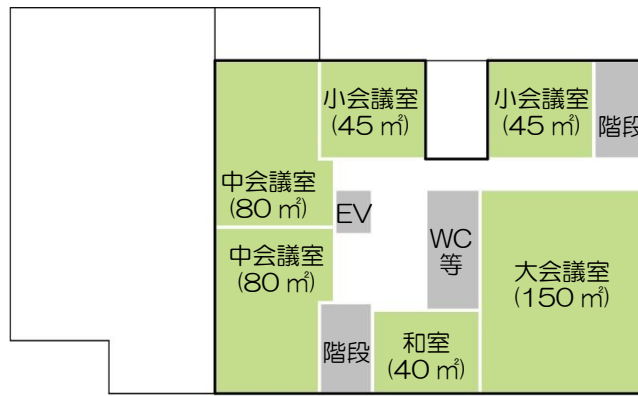 小会議室
(45 ㎡)
小会議室
(45 ㎡)
階段
中会議室
(80 ㎡)
EV
中会議室
(80 ㎡)
WC
等
大会議室
(150 ㎡)
階段
和室
(40 ㎡)